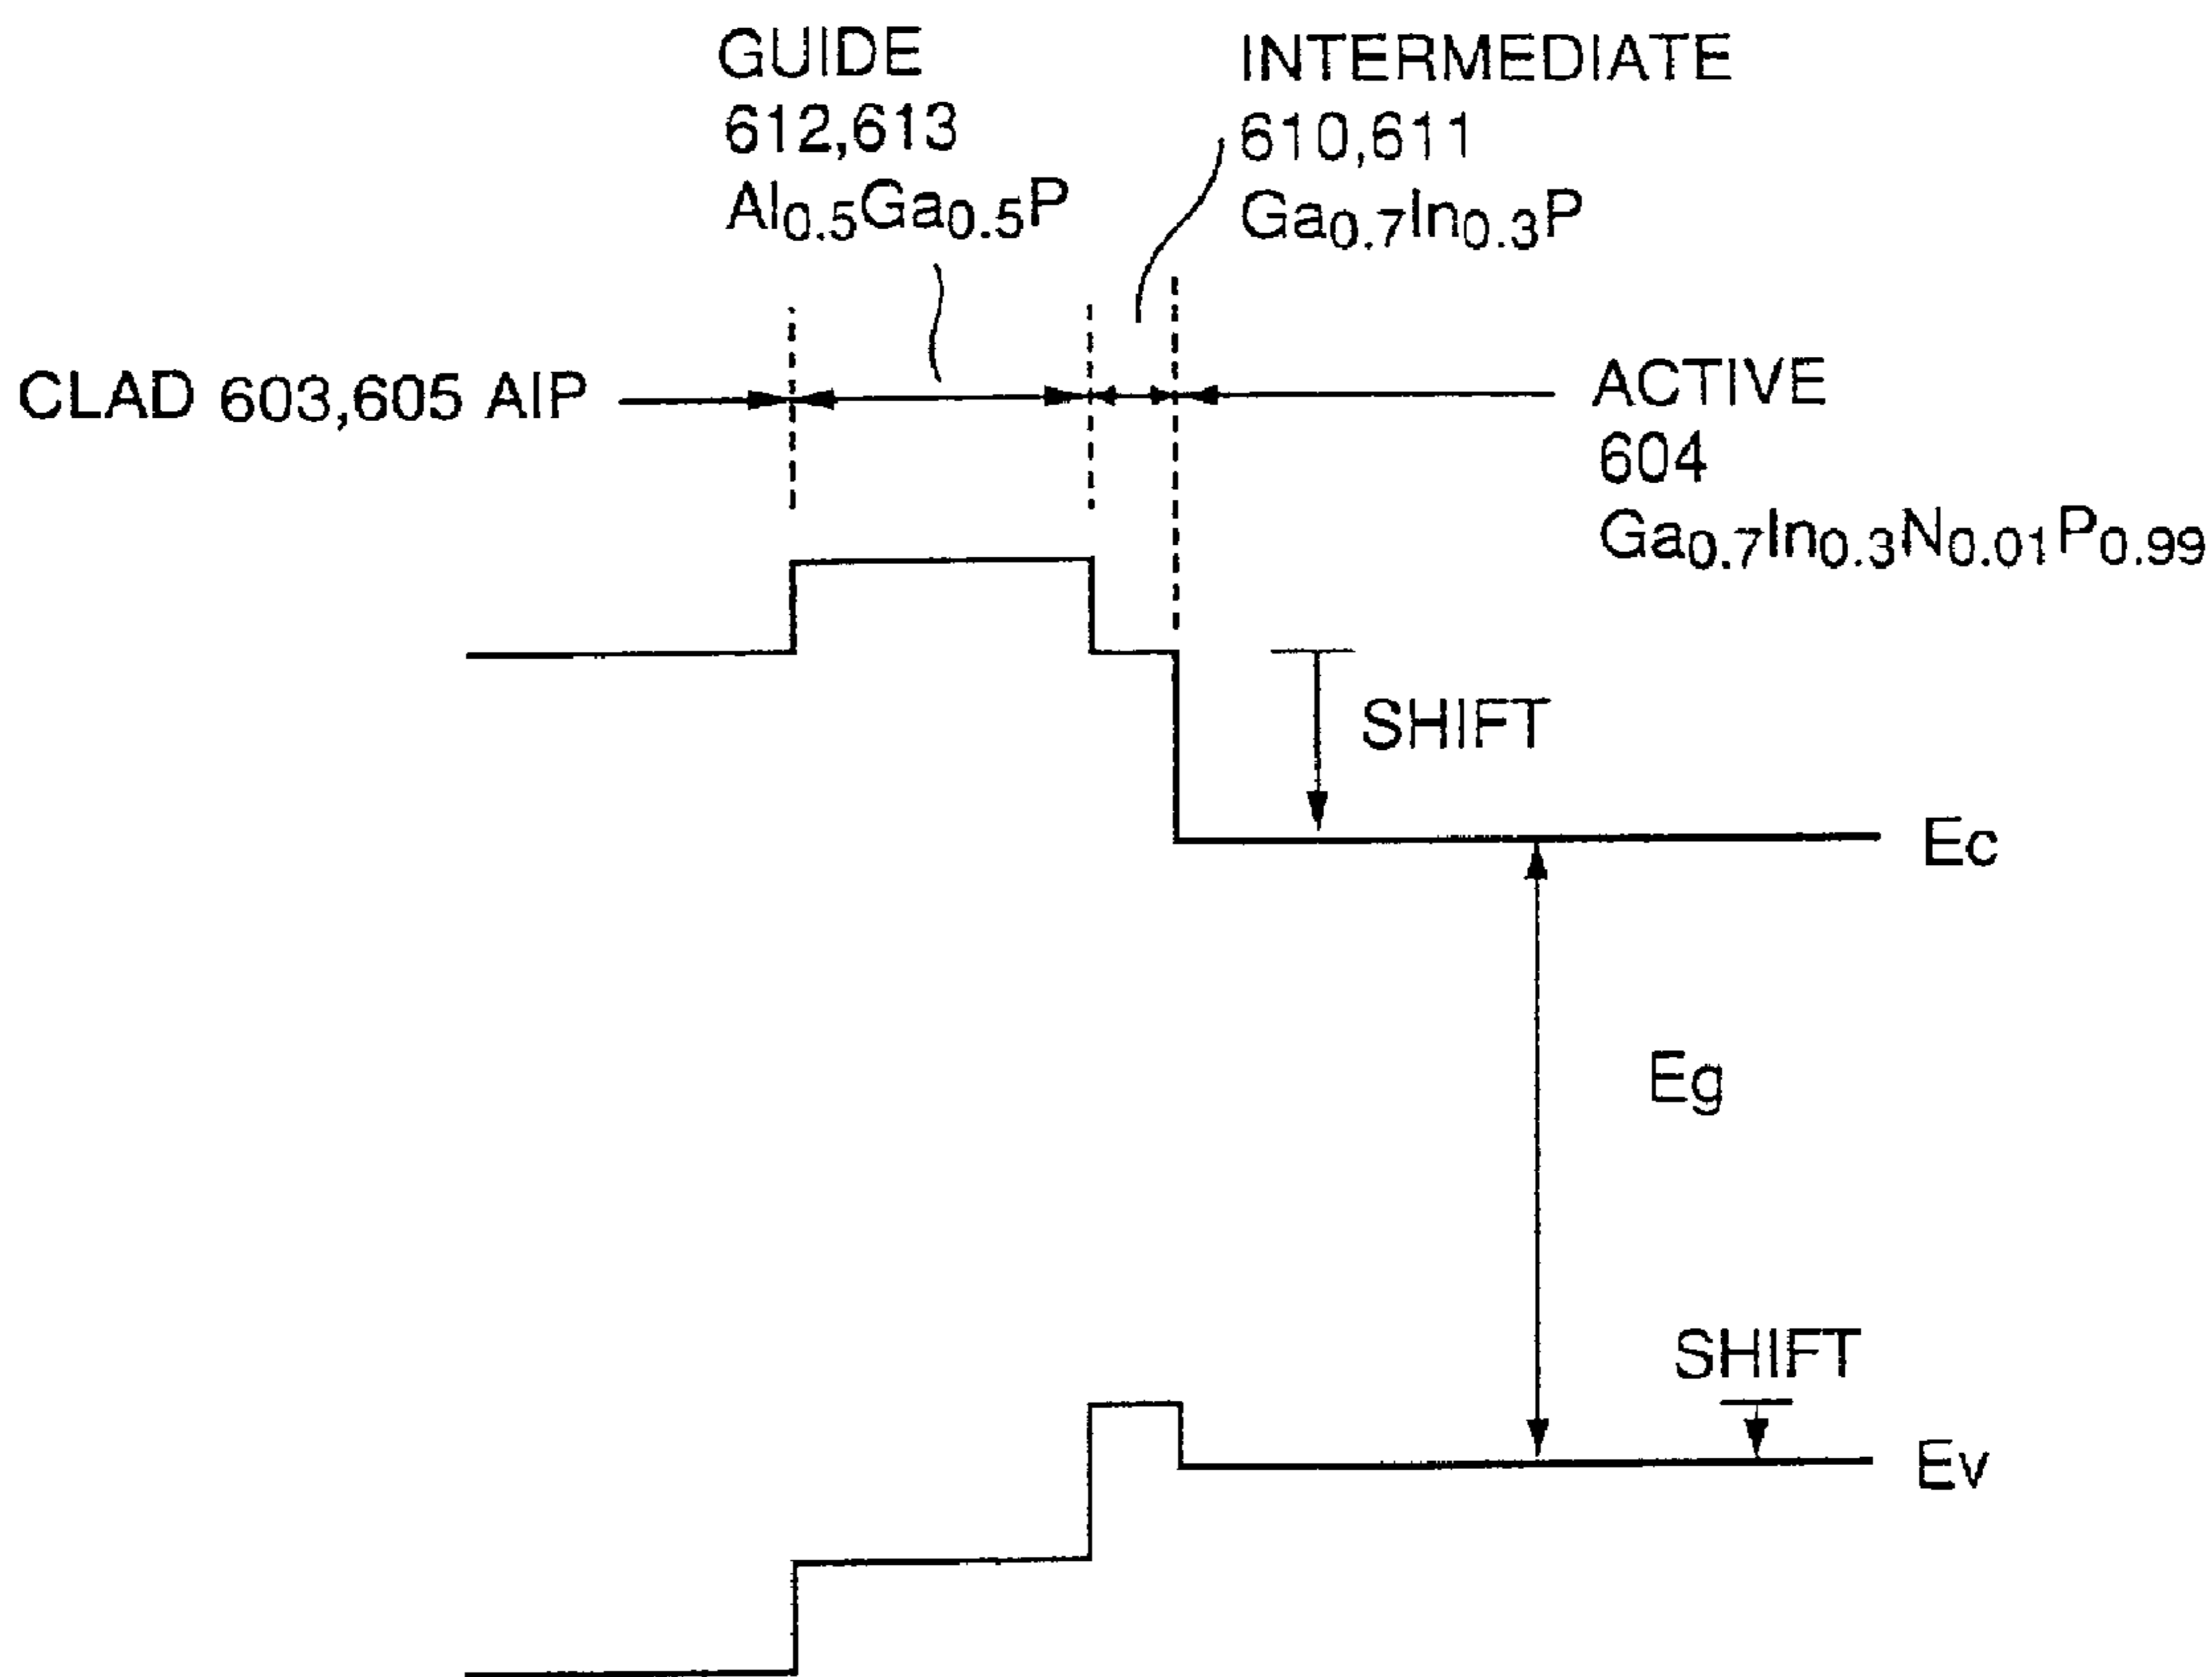 GUIDE
612,613
Al0.5Ga0.5P
INTERMEDIATE
610,611
Ga0.7In0.3P
CLAD 603,605 AlP
ACTIVE
604
Ga0.7In0.3N0.01P0.99
SHIFT
Ec
Eg
SHIFT
Ev